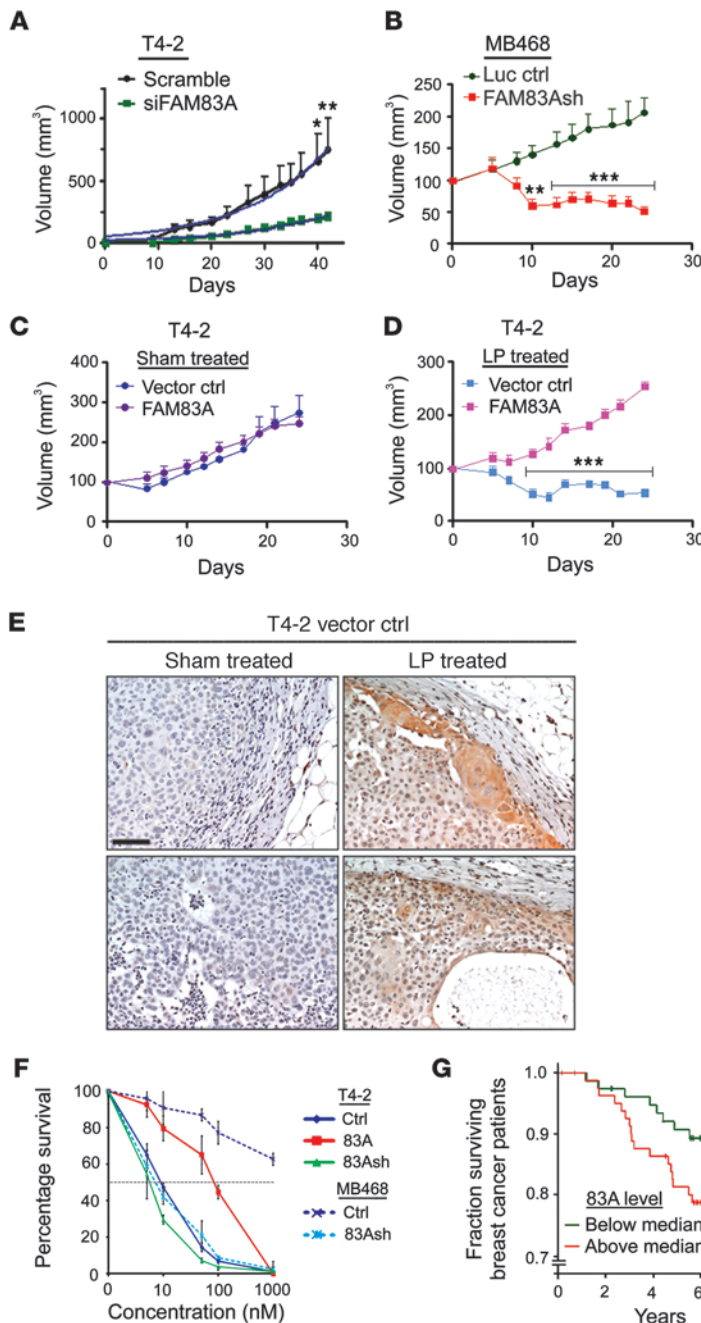 A
T4-2
Scramble
siFAM83A
*
**
1000
500
0
Volume (mm³)
0 10 20 30 40 50
Days
B
MB468
Luc ctrl
FAM83Ash
250
200
150
100
50
0
Volume (mm³)
**
***
0 10 20 30
Days
C
T4-2
Sham treated
Vector ctrl
FAM83A
400
300
200
100
0
Volume (mm³)
0 10 20 30
Days
D
T4-2
LP treated
Vector ctrl
FAM83A
300
200
100
0
Volume (mm³)
***
0 10 20 30
Days
E
T4-2 vector ctrl
Sham treated LP treated
F
100
80
60
40
20
0
Percentage survival
0 10 100 1000
Concentration (nM)
T4-2
Ctrl
83A
83Ash
MB468
Ctrl
83Ash
G
1.0
0.9
0.8
0.7
Fraction surviving
breast cancer patients
83A level
Below median
Above median
0 2 4 6
Years